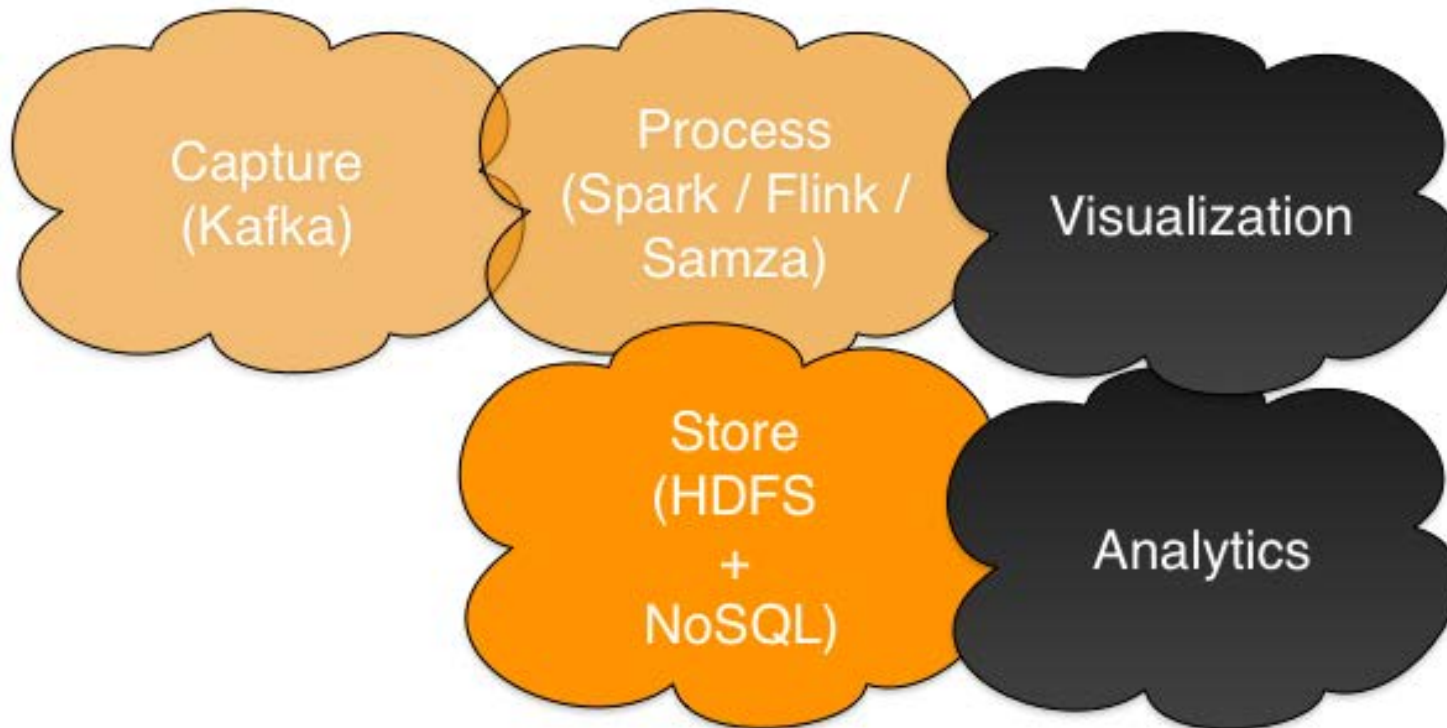 Capture
(Kafka)
Process
(Spark / Flink /
Samza)
Visualization
Store
(HDFS
+
NoSQL)
Analytics